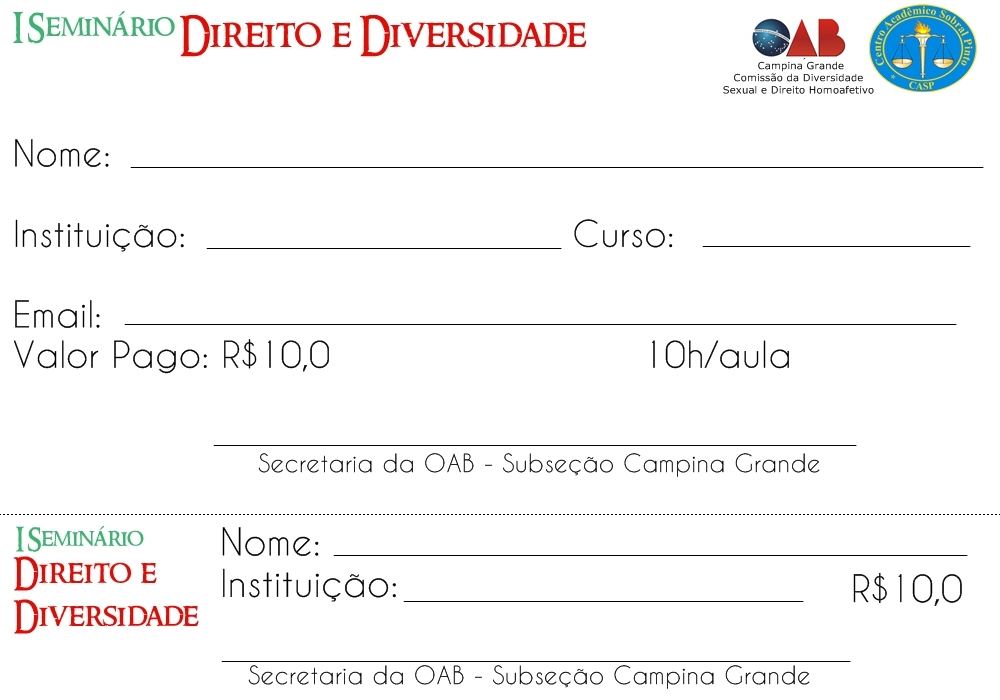 I SEMINÁRIO DIREITO E DIVERSIDADE
OAB
Campina Grande
Comissão da Diversidade
Sexual e Direito Homoafetivo
Centro Acadêmico Sobral Pinto
CASP
Nome:
Instituição: Curso:
Email:
Valor Pago: R$10,0 10h/aula
Secretaria da OAB - Subseção Campina Grande
I SEMINÁRIO
DIREITO E
DIVERSIDADE
Nome:
Instituição:
R$10,0
Secretaria da OAB - Subseção Campina Grande